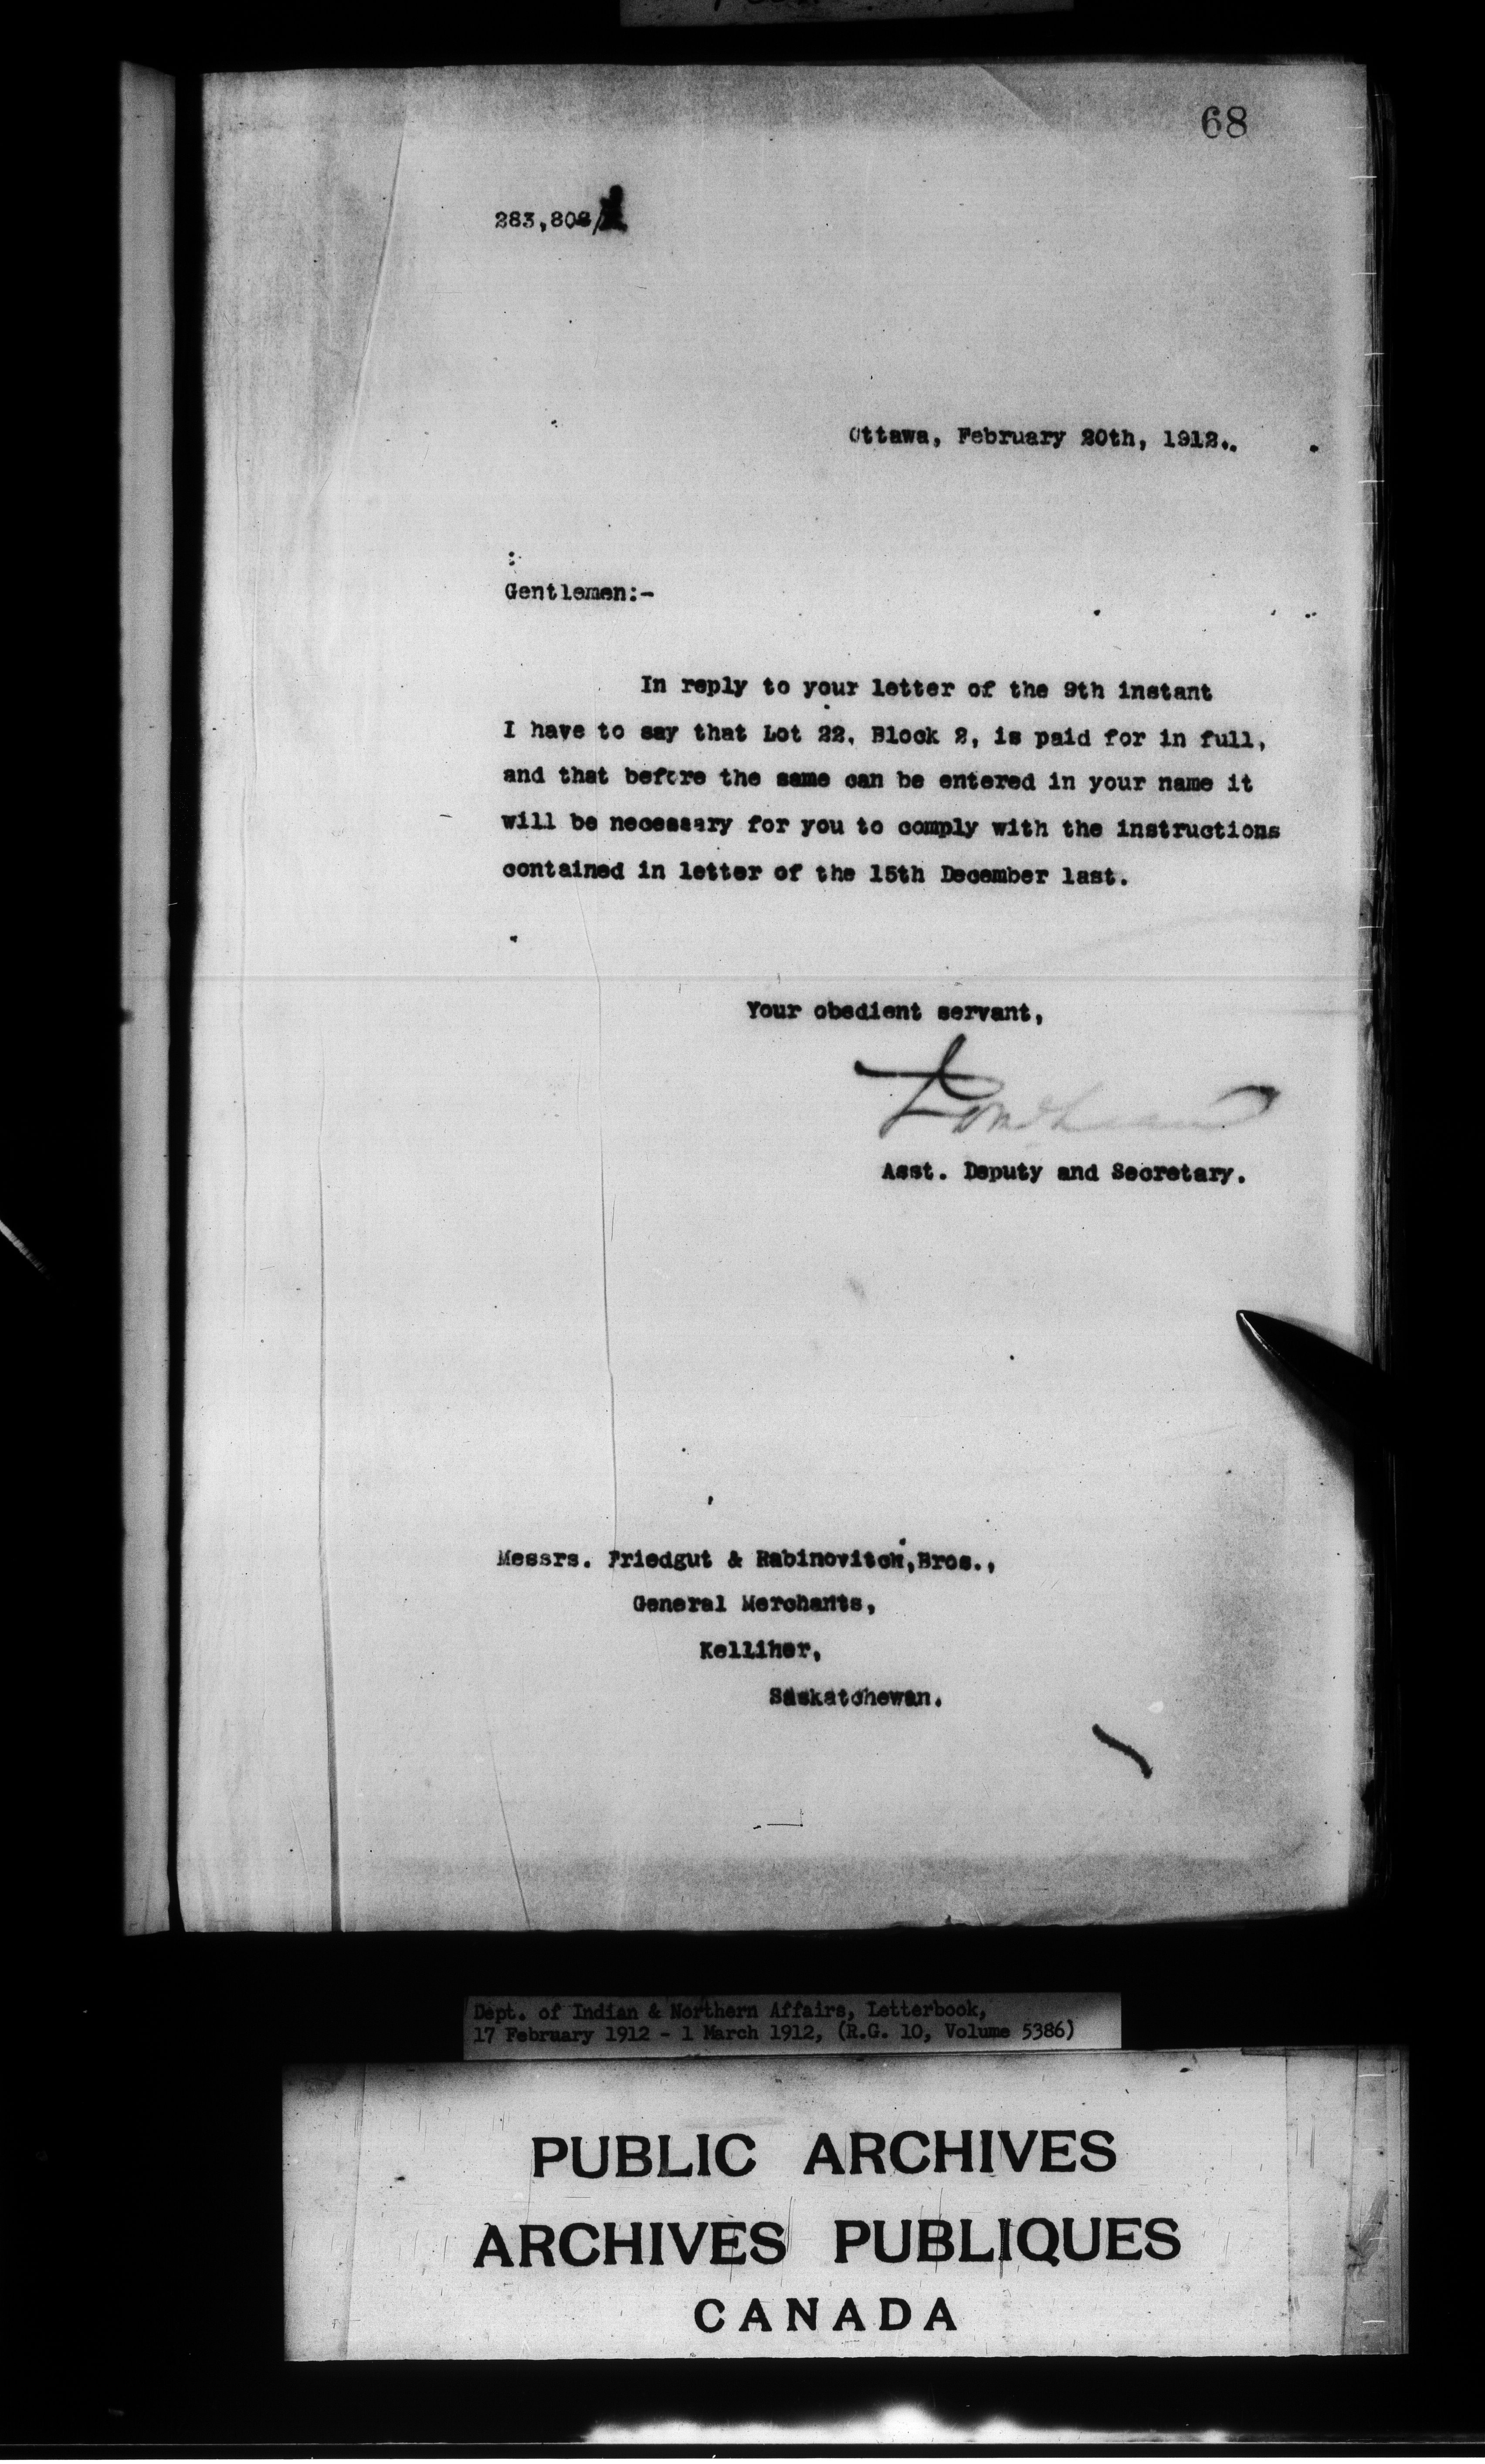 68
283,808/
Ottawa, February 20th, 1912.
Gentlemen:-
In reply to your letter of the 9th instant
I have to say that Lot 22, Block 2, is paid for in full,
and that before the same can be entered in your name it
will be necessary for you to comply with the instructions
contained in letter of the 15th December last.
Your obedient servant,
Asst. Deputy and Secretary.
Messrs. Friedgut & Rabinovitch, Bros.,
General Merchants,
Kelliher,
Saskatchewan.
Dept. of Indian & Northern Affairs, Letterbook,
17 February 1912 - 1 March 1912, (R.G. 10, Volume 5386)
PUBLIC ARCHIVES
ARCHIVES PUBLIQUES
CANADA